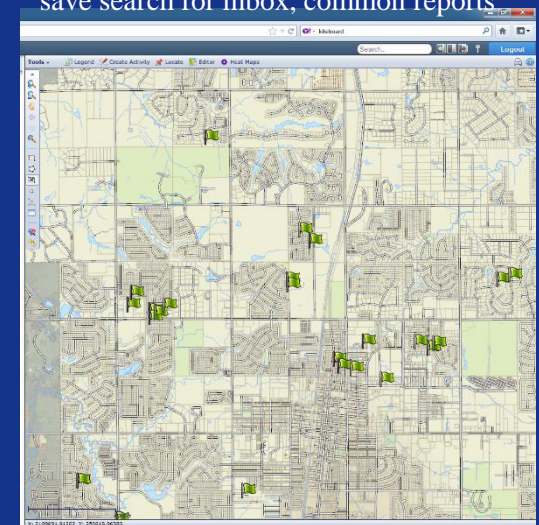 save search for inbox, common reports
Search... Logout
Tools Legend Create Activity Locate Editor Heat Maps